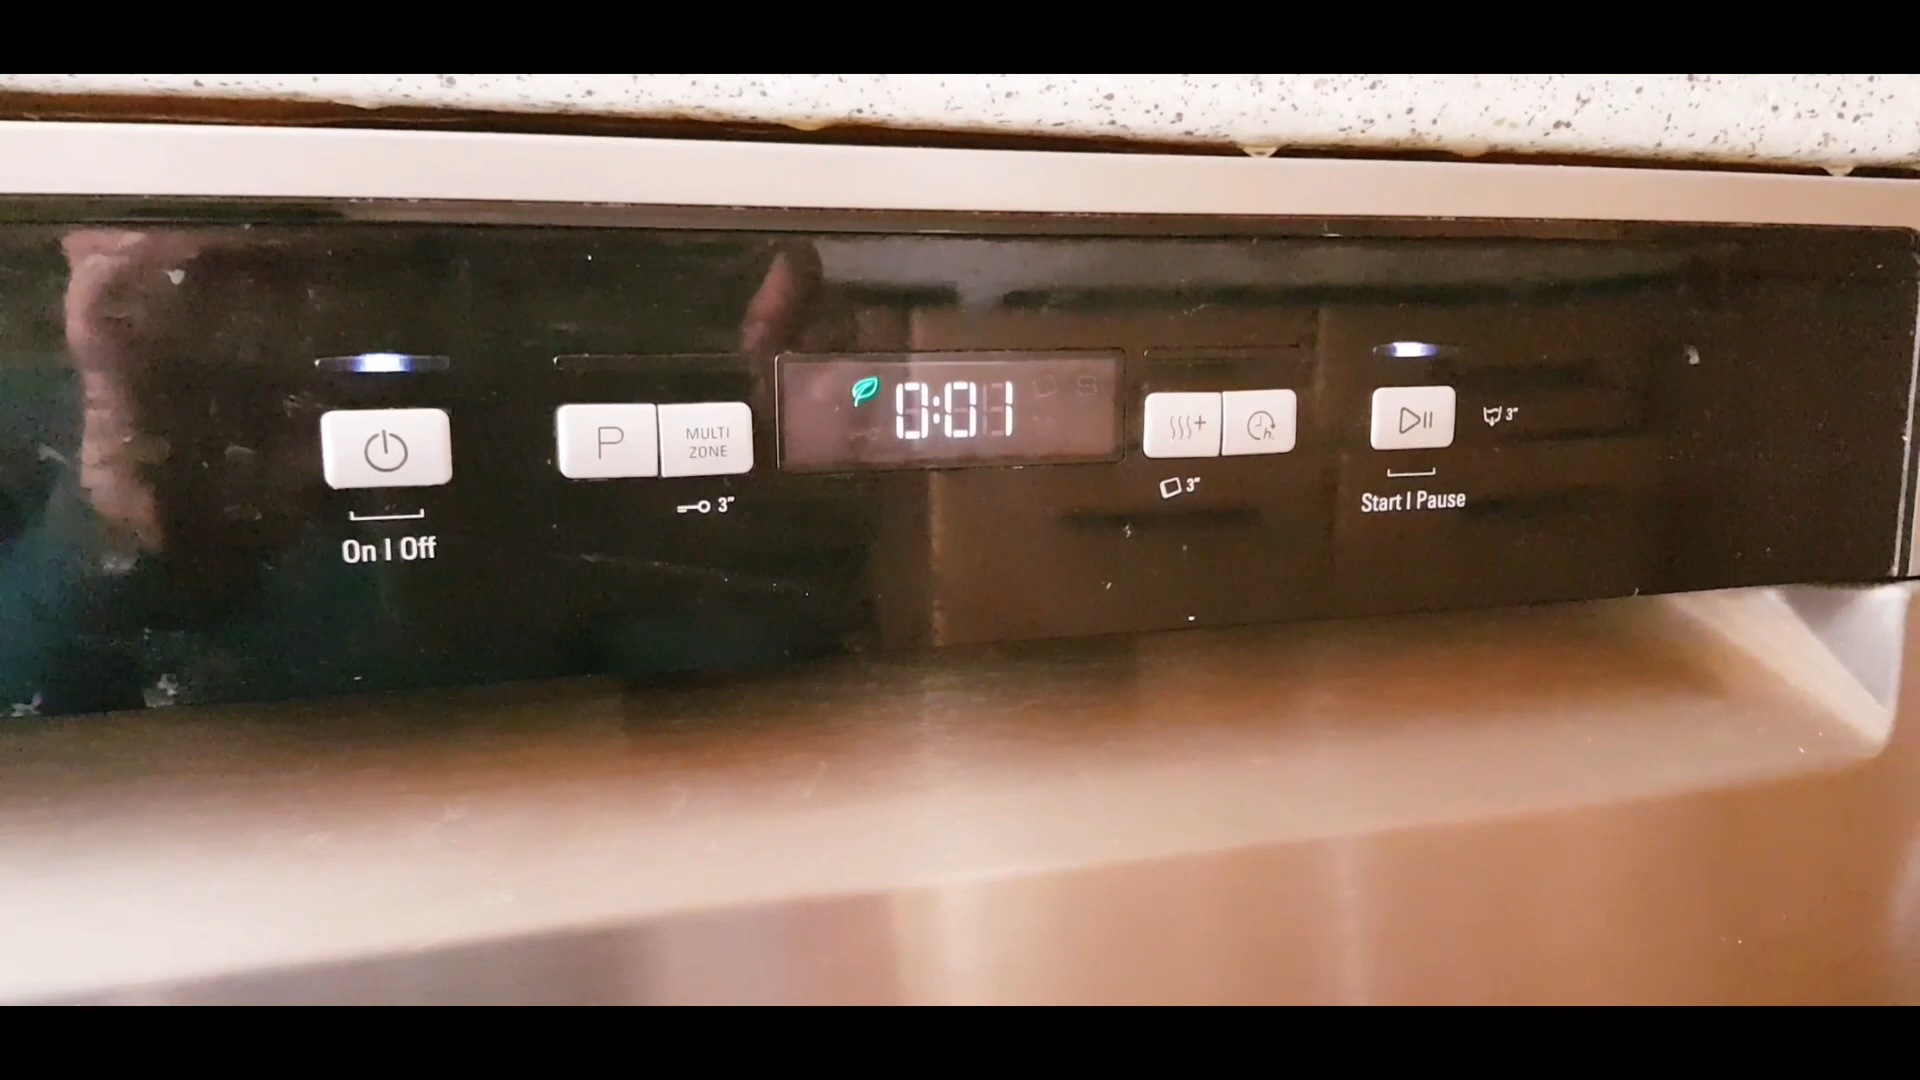 P
MULTI
ZONE
0:01
h
3"
3"
3"
On | Off
Start | Pause